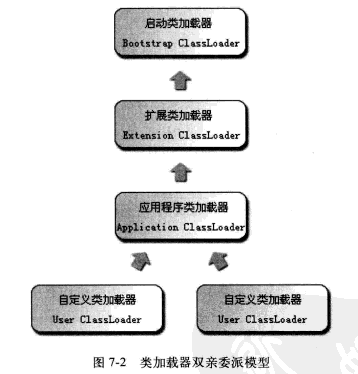 启动类加载器
Bootstrap ClassLoader
扩展类加载器
Extension ClassLoader
应用程序类加载器
Application ClassLoader
自定义类加载器
User ClassLoader
自定义类加载器
User ClassLoader
图 7-2 类加载器双亲委派模型